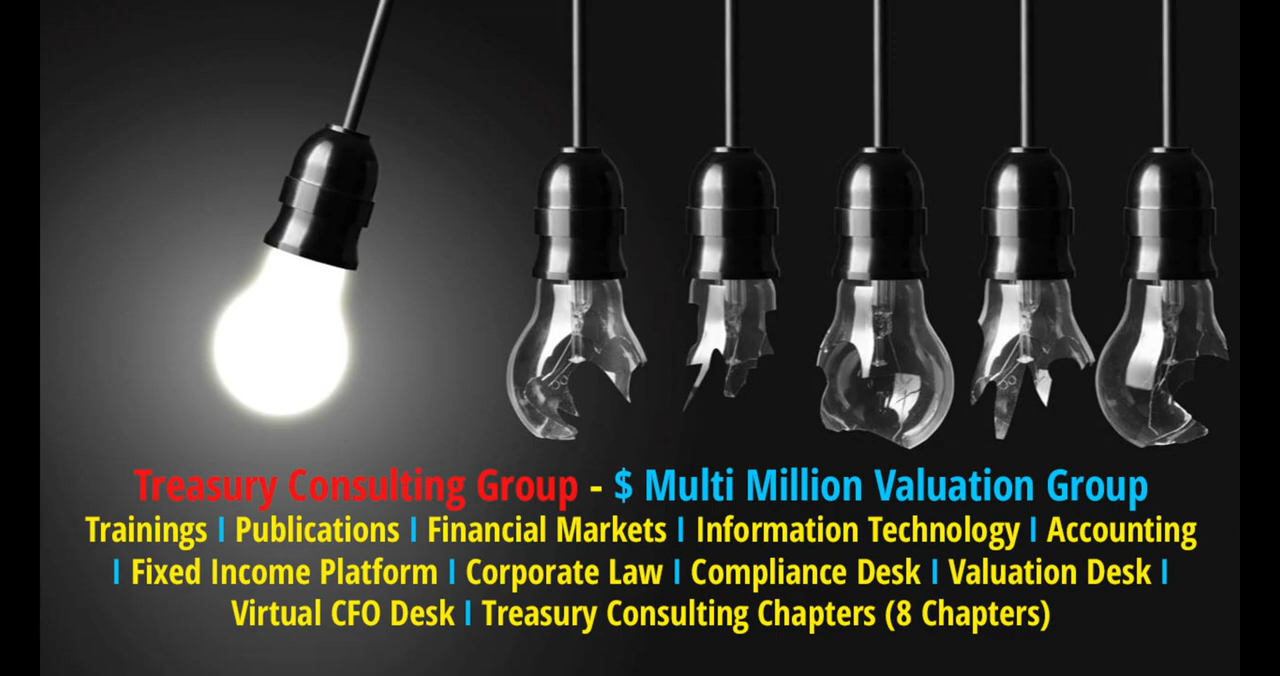 Treasury Consulting Group - $ Multi Million Valuation Group
Trainings I Publications I Financial Markets I Information Technology I Accounting
I Fixed Income Platform I Corporate Law I Compliance Desk I Valuation Desk I
Virtual CFO Desk I Treasury Consulting Chapters (8 Chapters)